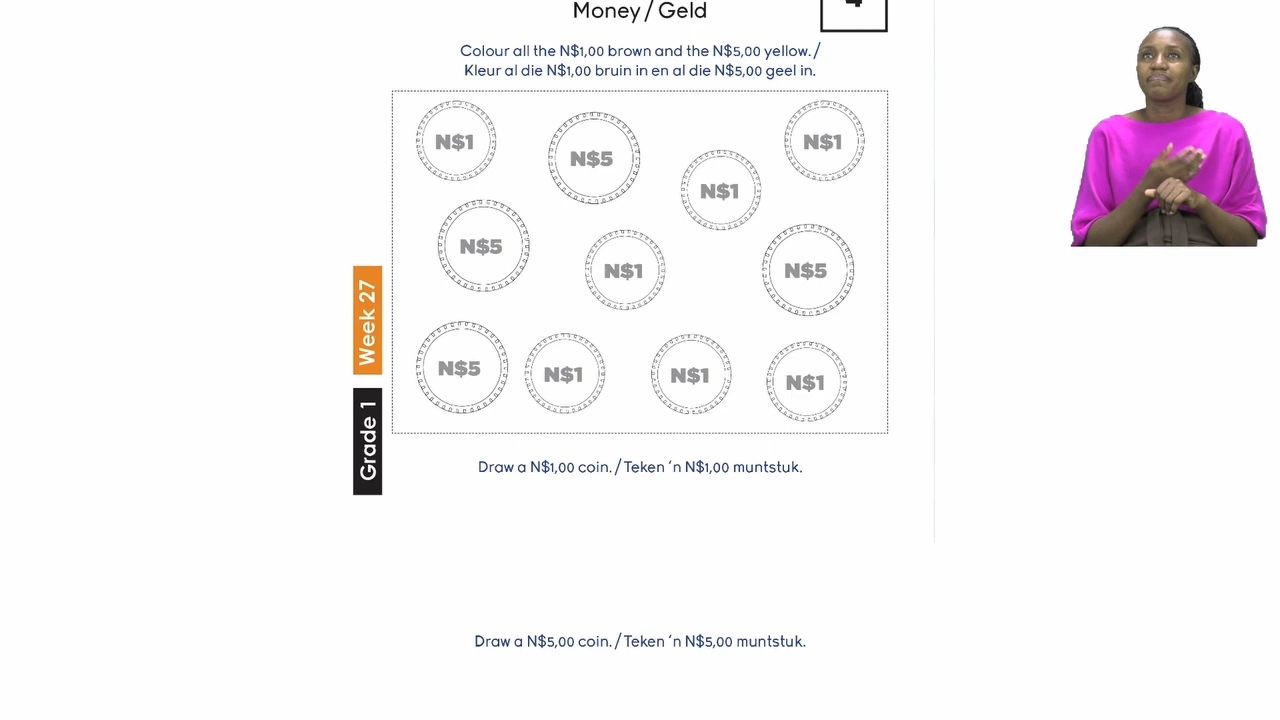 Money / Geld
4
Colour all the N$1,00 brown and the N$5,00 yellow. /
Kleur al die N$1,00 bruin in en al die N$5,00 geel in.
N$1
N$5
N$1
N$1
N$5
N$1
N$5
N$5
N$1
N$1
N$1
Week 27
Grade 1
Draw a N$1,00 coin. / Teken 'n N$1,00 muntstuk.
Draw a N$5,00 coin. / Teken 'n N$5,00 muntstuk.